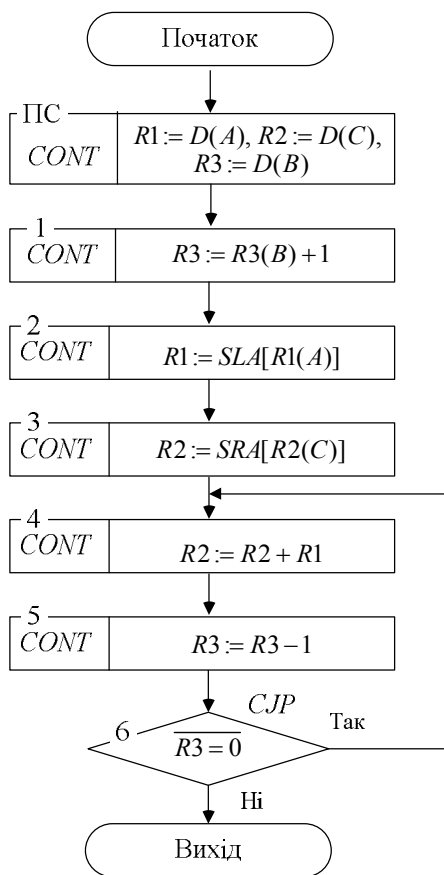 Початок
ПС
CONT
R1:= D(A), R2:= D(C),
R3:= D(B)
1
CONT
R3:= R3(B)+1
2
CONT
R1:= SLA[R1(A)]
3
CONT
R2:= SRA[R2(C)]
4
CONT
R2:= R2 + R1
5
CONT
R3:= R3−1
CJP
6
R̅3̅ ̅=̅ ̅0̅
Так
Ні
Вихід